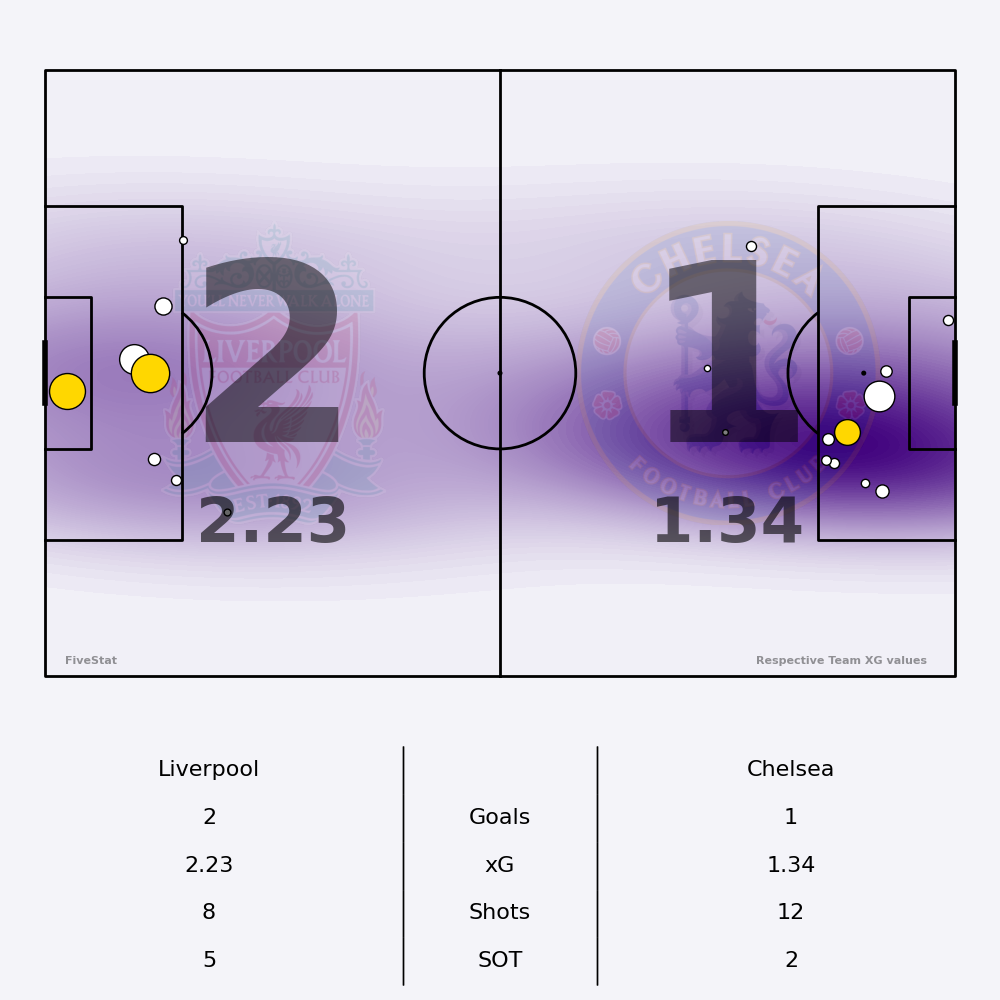 YOU'LL NEVER WALK ALONE
LIVERPOOL
FOOTBALL CLUB
CHELSEA
FOOTBALL CLUB
2
1
2.23
1.34
FiveStat
Respective Team XG values
Liverpool
Chelsea
2
Goals
1
2.23
xG
1.34
8
Shots
12
5
SOT
2